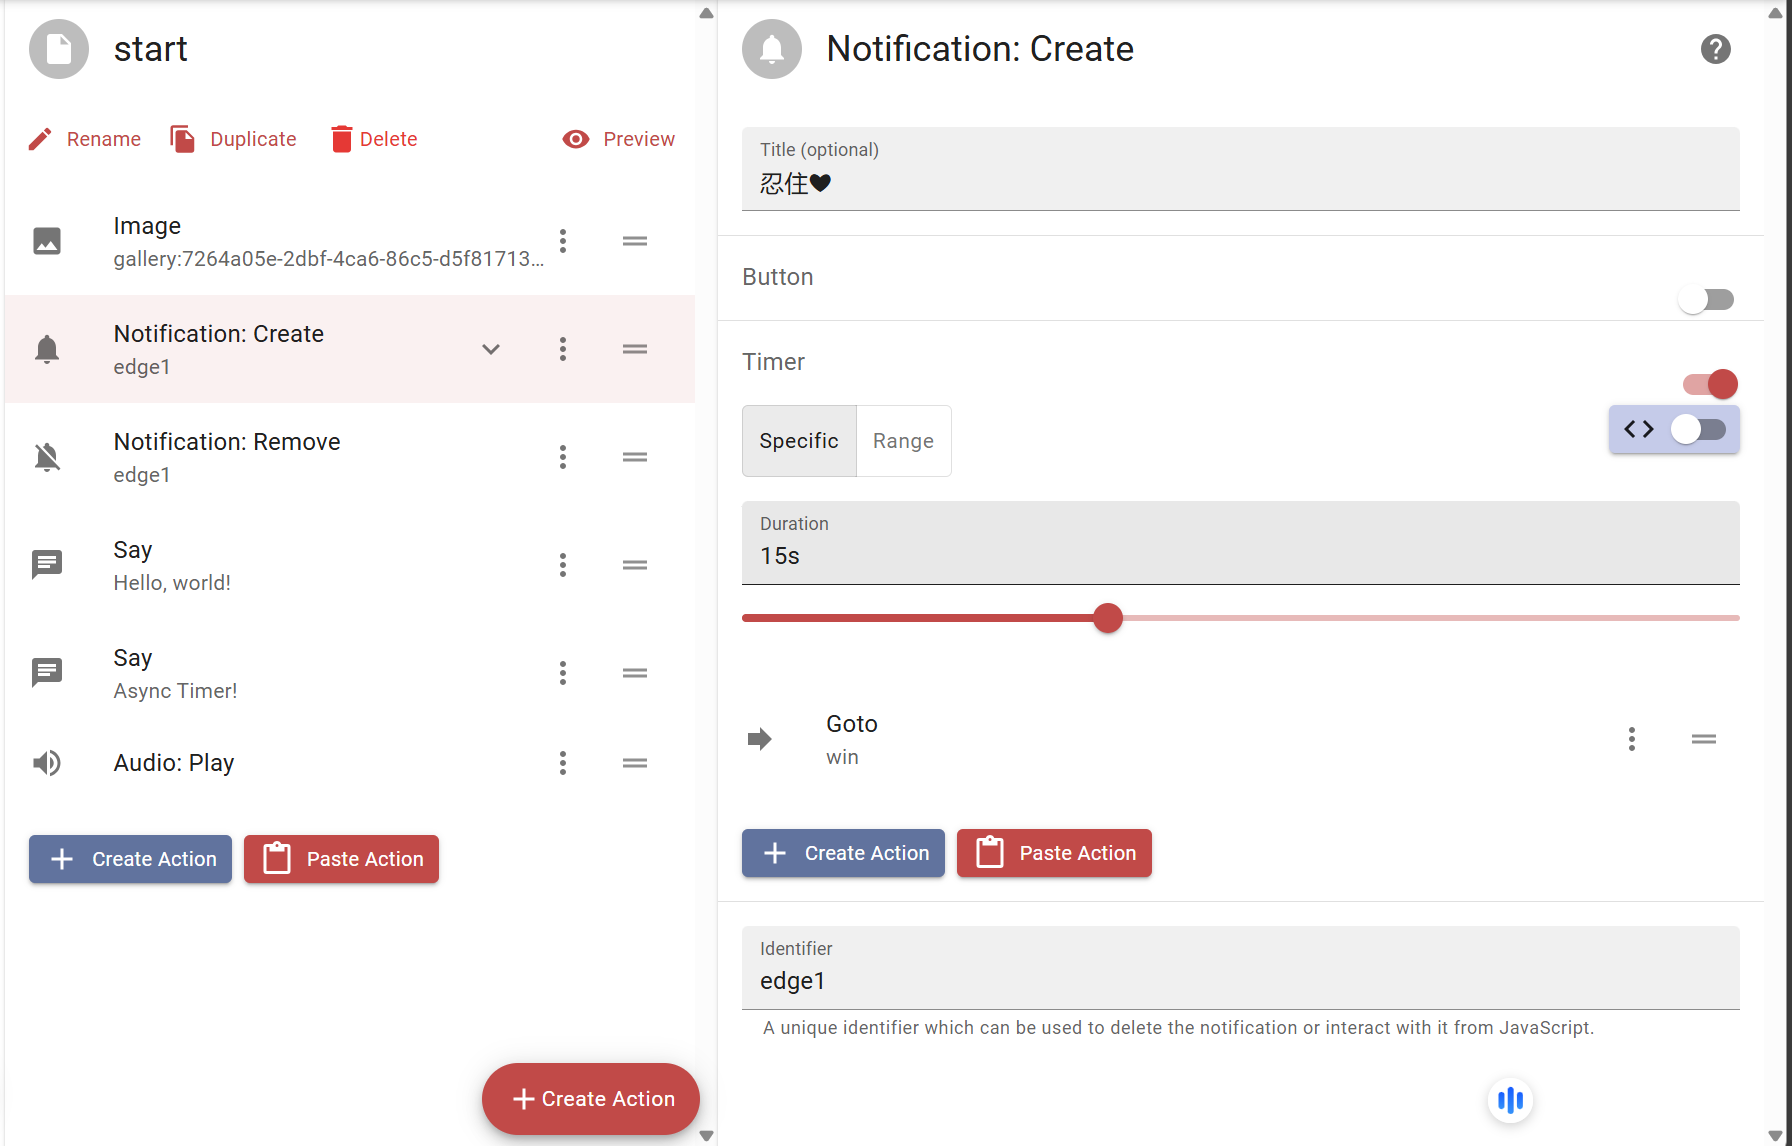 start
Rename
Duplicate
Delete
Preview
Image
gallery:7264a05e-2dbf-4ca6-86c5-d5f81713...
Notification: Create
edge1
Notification: Remove
edge1
Say
Hello, world!
Say
Async Timer!
Audio: Play
Create Action
Paste Action
Create Action
Notification: Create
Title (optional)
忍住♥
Button
Timer
Specific
Range
Duration
15s
Goto
win
Create Action
Paste Action
Identifier
edge1
A unique identifier which can be used to delete the notification or interact with it from JavaScript.